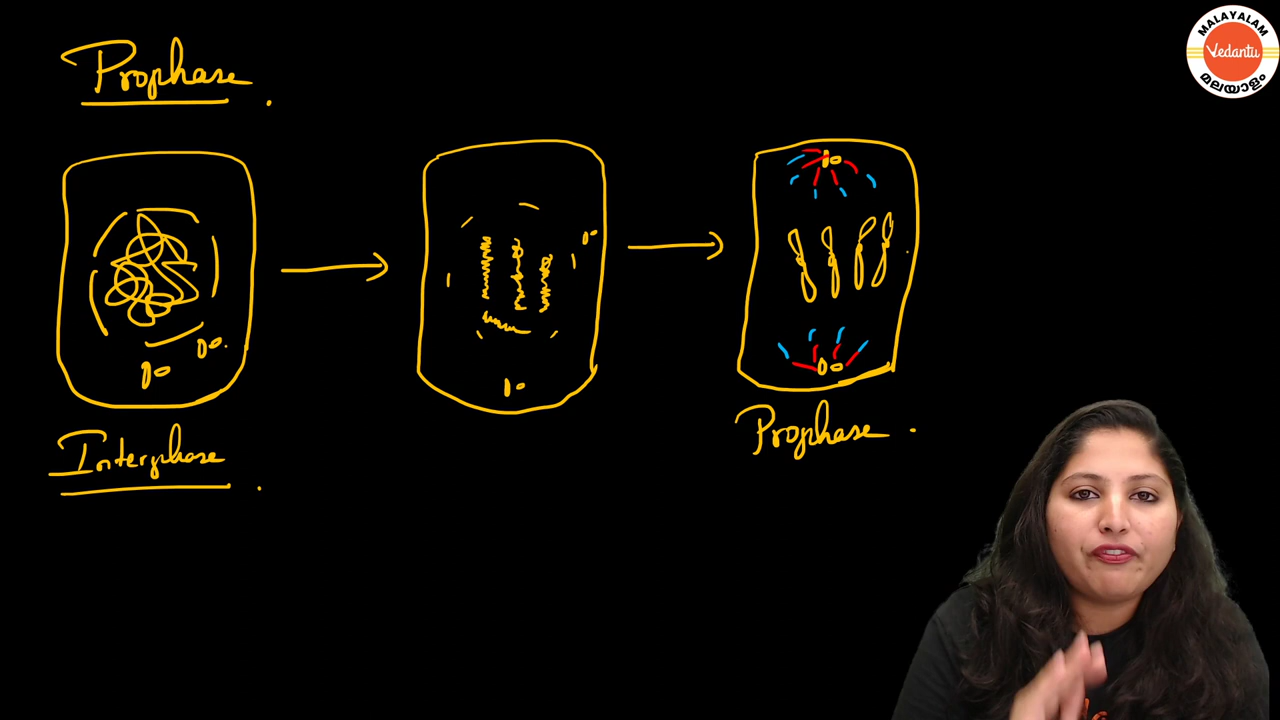 Prophase.
MALAYALAM
Vedantu
മലയാളം
Interphase.
Prophase.